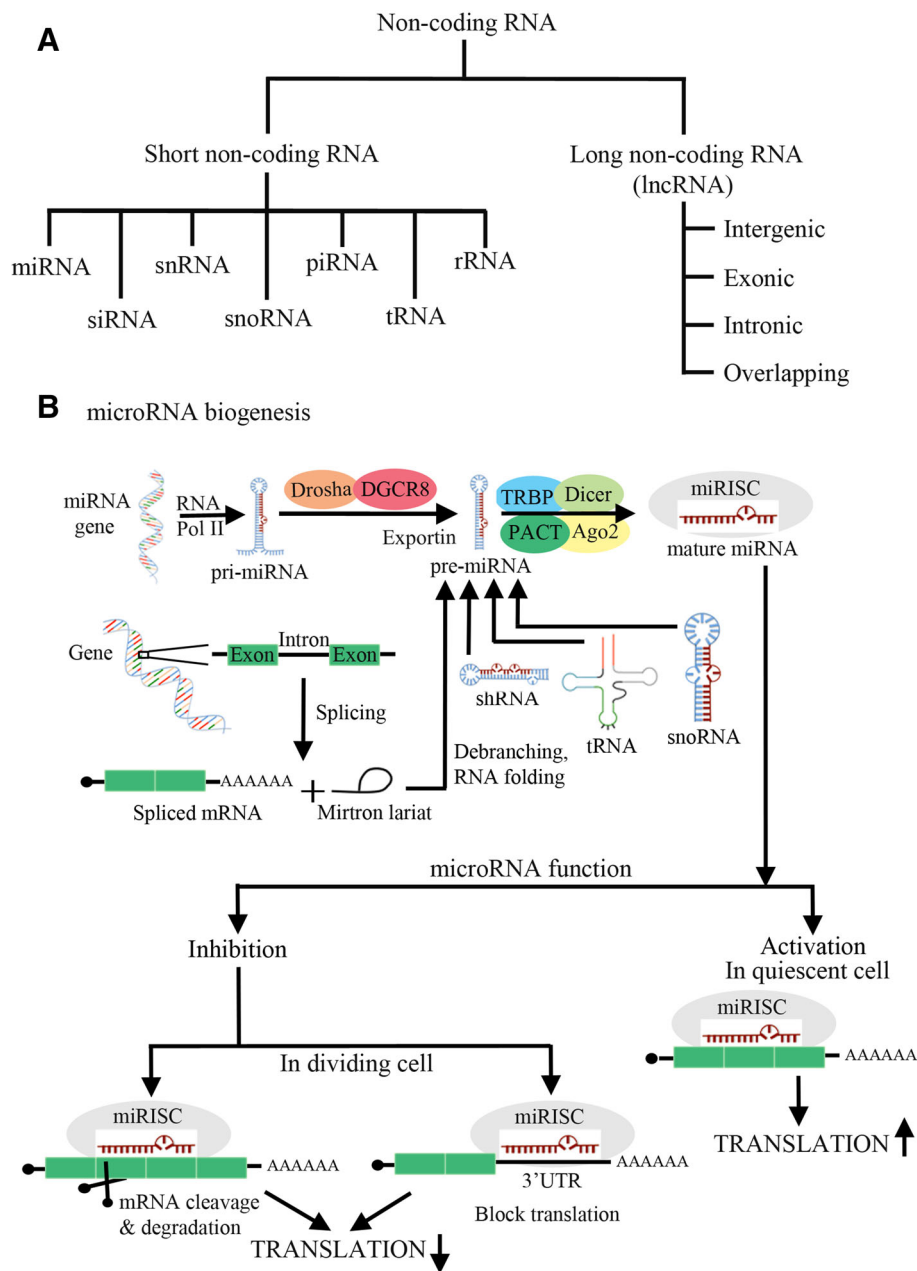 A
Non-coding RNA
Short non-coding RNA
Long non-coding RNA
(lncRNA)
miRNA
siRNA
snRNA
snoRNA
piRNA
tRNA
rRNA
Intergenic
Exonic
Intronic
Overlapping
B microRNA biogenesis
miRNA
gene
RNA
Pol II
pri-miRNA
Drosha
DGCR8
Exportin
pre-miRNA
TRBP
Dicer
PACT
Ago2
miRISC
mature miRNA
Gene
Exon
Intron
Exon
Splicing
AAAAAA
Spliced mRNA
+
Mirtron lariat
Debranching,
RNA folding
shRNA
tRNA
snoRNA
microRNA function
Inhibition
Activation
In quiescent cell
miRISC
AAAAAA
TRANSLATION
In dividing cell
miRISC
AAAAAA
mRNA cleavage
& degradation
miRISC
AAAAAA
3’UTR
Block translation
TRANSLATION